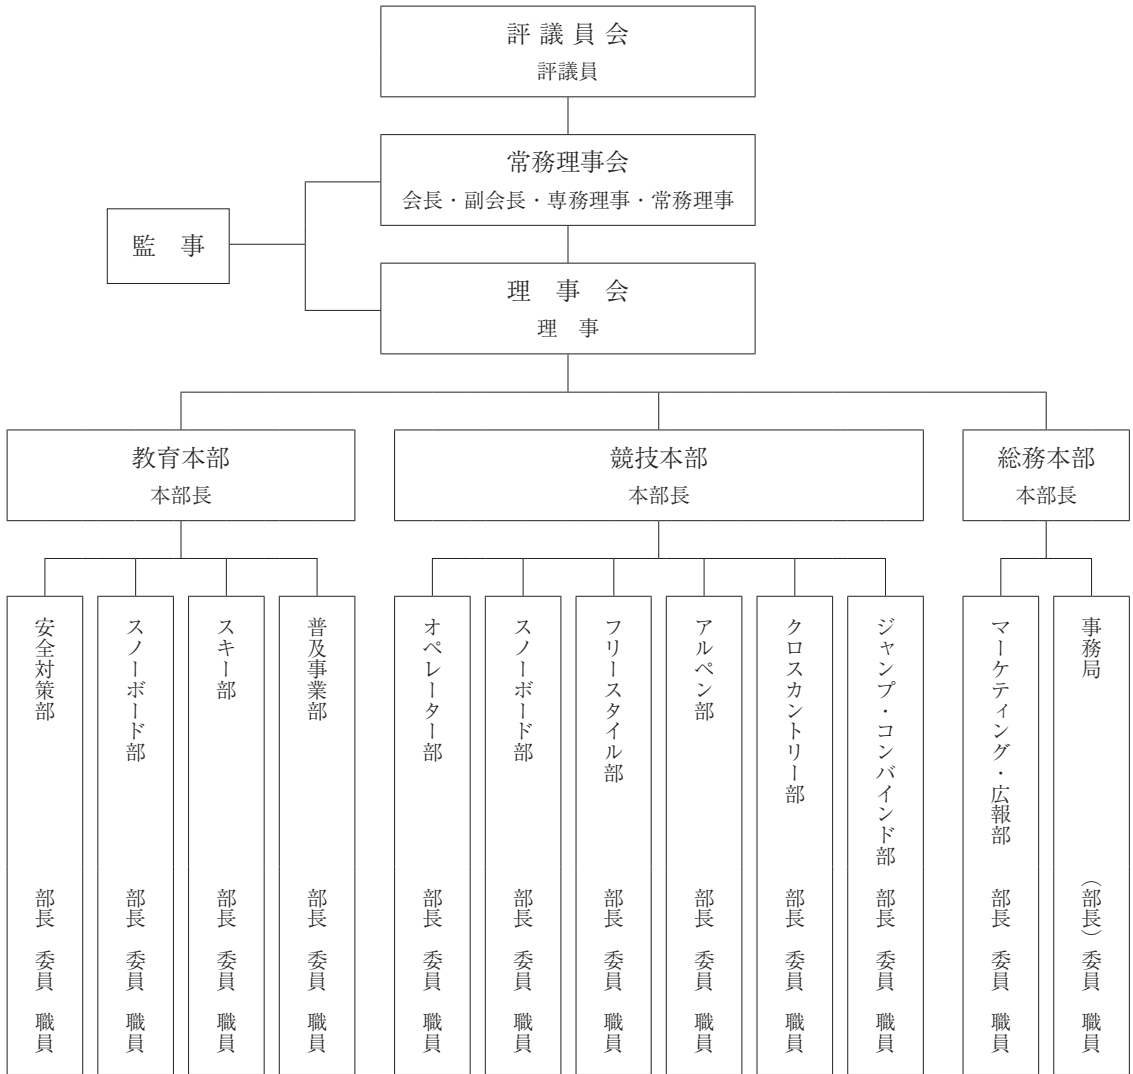 評議員会
評議員
常務理事会
会長・副会長・専務理事・常務理事
監　事
理　事　会
理　事
教育本部
本部長
競技本部
本部長
総務本部
本部長
安全対策部　部長　委員　職員
スノーボード部　部長　委員　職員
スキー部　部長　委員　職員
普及事業部　部長　委員　職員
オペレーター部　部長　委員　職員
スノーボード部　部長　委員　職員
フリースタイル部　部長　委員　職員
アルペン部　部長　委員　職員
クロスカントリー部　部長　委員　職員
ジャンプ・コンバインド部　部長　委員　職員
マーケティング・広報部　部長　委員　職員
事務局　（部長）委員　職員